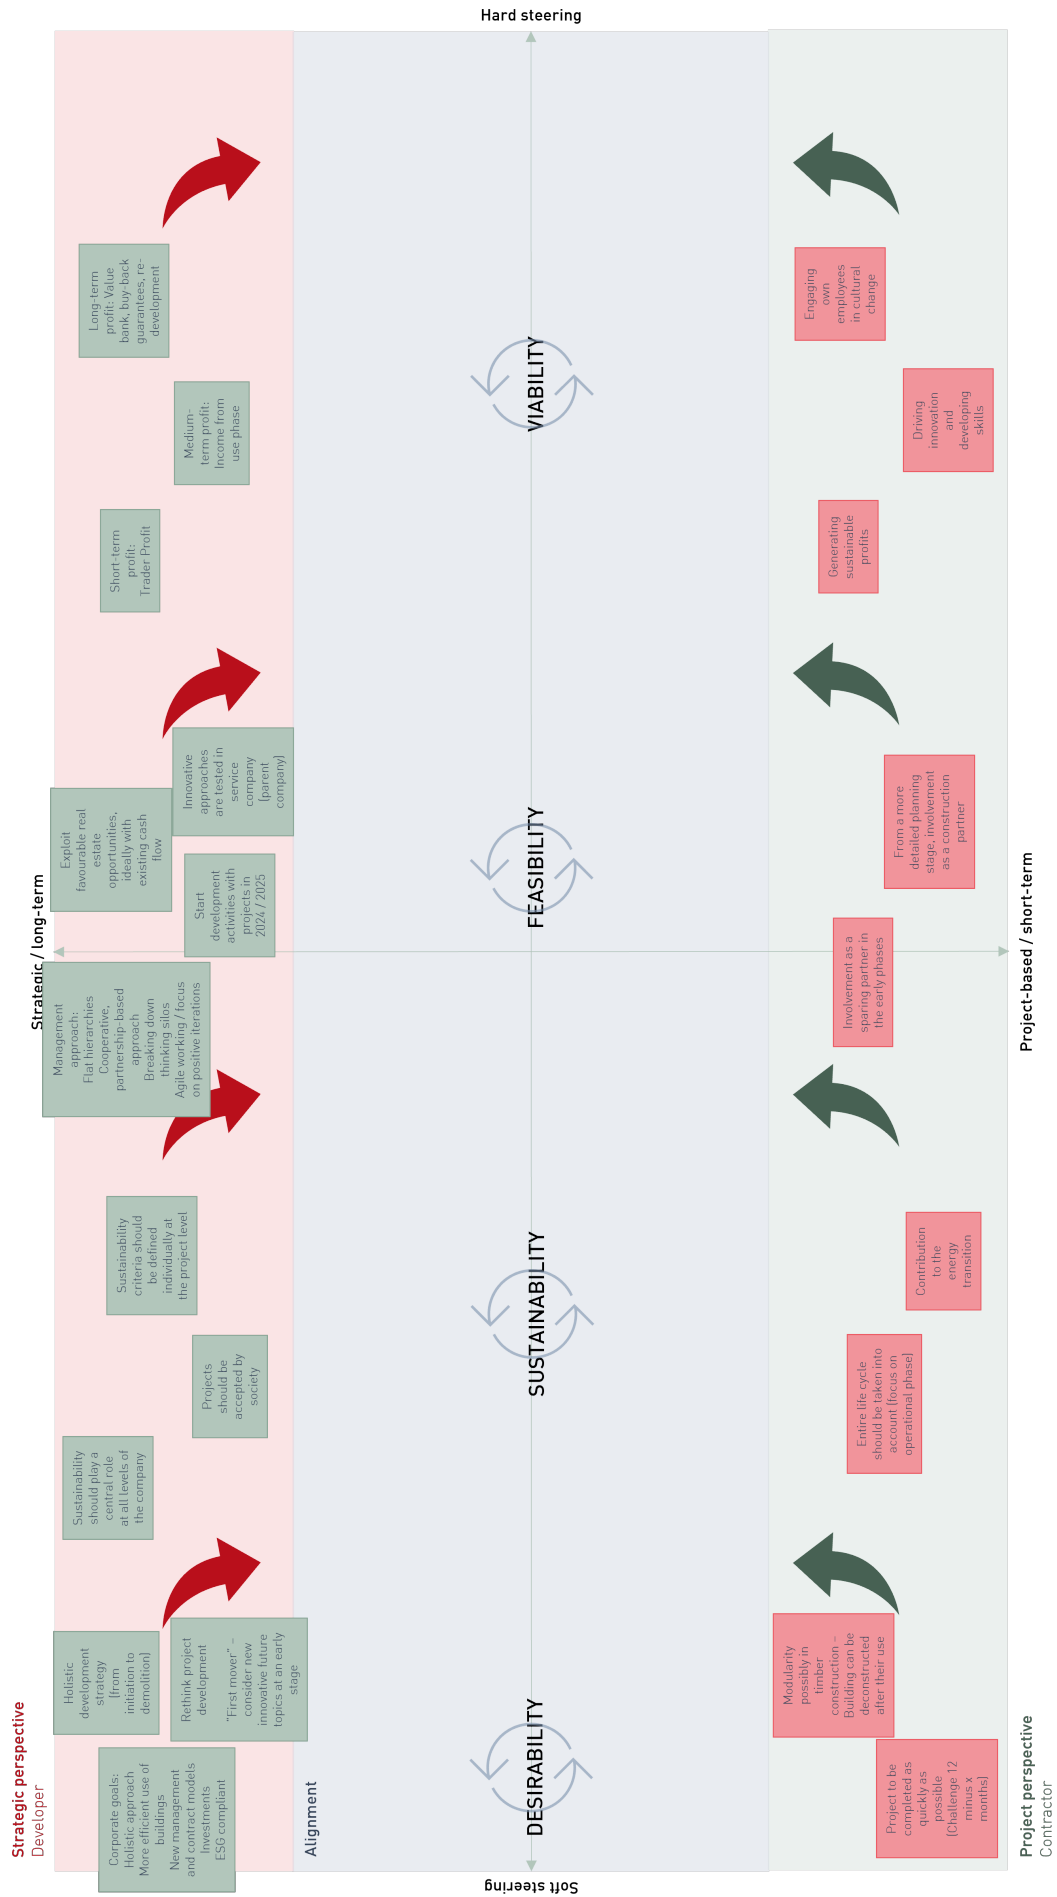 Hard steering
Strategic perspective
Developer
Strategic / long-term
Corporate goals:
Holistic approach
More efficient use of
buildings
New management
and contract models
Investments
ESG compliant
Holistic
development
strategy
(from
initiation to
demolition)
Rethink project
development
"First mover" –
consider new
innovative future
topics at an early
stage
Sustainability
should play a
central role
at all levels of
the company
Projects
should be
accepted by
society
Sustainability
criteria should
be defined
individually at
the project level
Management
approach:
Flat hierarchies
Cooperative,
partnership-based
approach
Breaking down
thinking silos
Agile working / focus
on positive iterations
Start
development
activities with
projects in
2024 / 2025
Exploit
favourable real
estate
opportunities,
ideally with
existing cash
flow
Innovative
approaches
are tested in
service
company
(parent
company)
Short-term
profit:
Trader Profit
Medium-
term profit:
Income from
use phase
Long-term
profit: Value
bank, buy-back
guarantees, re-
development
Alignment
DESIRABILITY
SUSTAINABILITY
FEASIBILITY
VIABILITY
Modularity
possibly in
timber
construction –
Building can be
deconstructed
after their use
Project to be
completed as
quickly as
possible
(Challenge 12
minus x
months)
Entire life cycle
should be taken into
account (focus on
operational phase)
Contribution
to the
energy
transition
Involvement as a
sparing partner in
the early phases
From a more
detailed planning
stage, involvement
as a construction
partner
Generating
sustainable
profits
Driving
innovation
and
developing
skills
Engaging
own
employees
in cultural
change
Project perspective
Contractor
Project-based / short-term
Soft steering